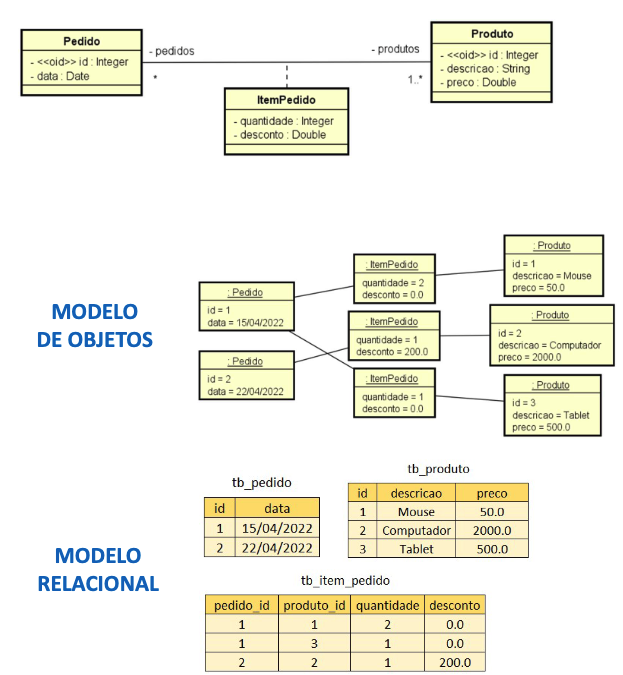 Pedido
- <<oid>> id : Integer
- data : Date
- pedidos
*
- produtos
1..*
Produto
- <<oid>> id : Integer
- descricao : String
- preco : Double
ItemPedido
- quantidade : Integer
- desconto : Double
MODELO
DE OBJETOS
: Pedido
id = 1
data = 15/04/2022
: Pedido
id = 2
data = 22/04/2022
: ItemPedido
quantidade = 2
desconto = 0.0
: ItemPedido
quantidade = 1
desconto = 200.0
: ItemPedido
quantidade = 1
desconto = 0.0
: Produto
id = 1
descricao = Mouse
preco = 50.0
: Produto
id = 2
descricao = Computador
preco = 2000.0
: Produto
id = 3
descricao = Tablet
preco = 500.0
MODELO
RELACIONAL
tb_pedido
id data
1 15/04/2022
2 22/04/2022
tb_produto
id descricao preco
1 Mouse 50.0
2 Computador 2000.0
3 Tablet 500.0
tb_item_pedido
pedido_id produto_id quantidade desconto
1 1 2 0.0
1 3 1 0.0
2 2 1 200.0